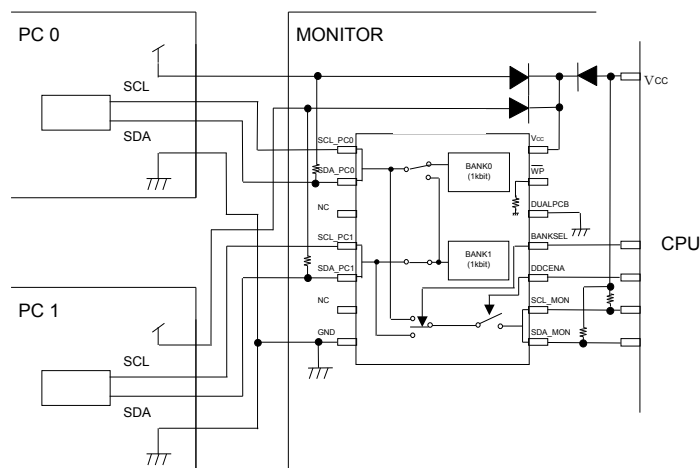 PC 0
MONITOR
SCL
SDA
VCC
SCL_PC0
VCC
BANK0
(1kbit)
SDA_PC0
WP
NC
DUALPCB
SCL_PC1
BANKSEL
CPU
BANK1
(1kbit)
SDA_PC1
DDCENA
PC 1
NC
SCL_MON
GND
SDA_MON
SCL
SDA